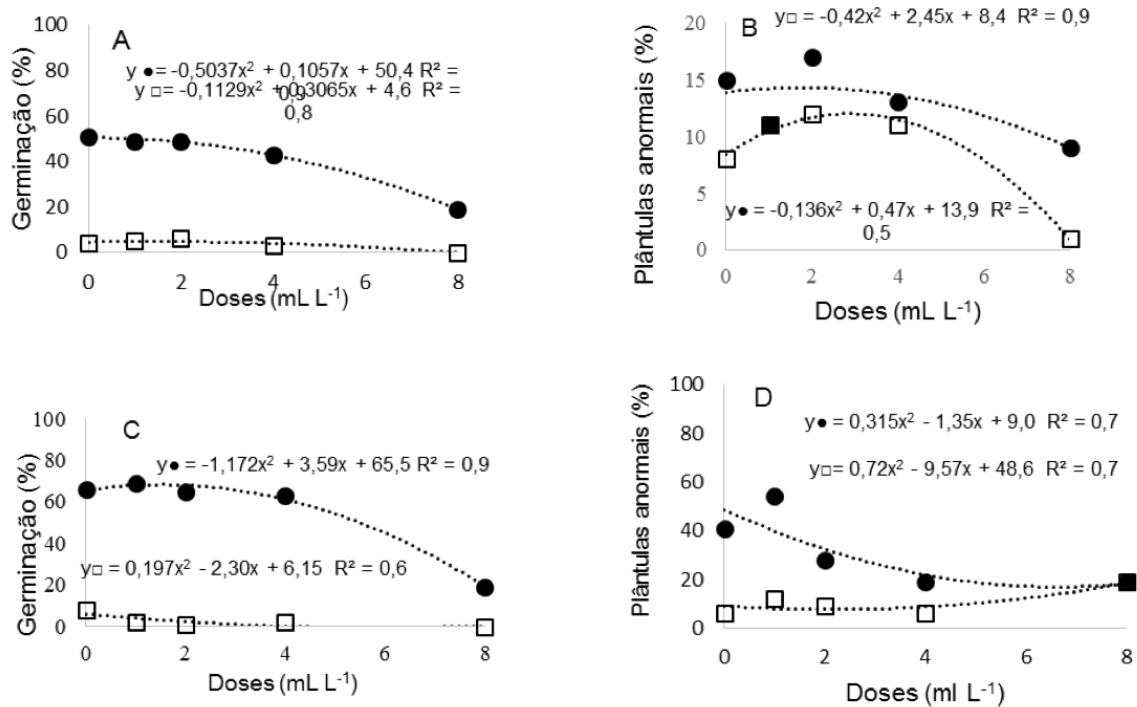 A
y ●= -0,5037x² + 0,1057x + 50,4 R² = 0,9
y □= -0,1129x² + 0,3065x + 4,6 R² = 0,8
Germinação (%)
100
80
60
40
20
0
0 2 4 6 8
Doses (mL L⁻¹)
B
y□ = -0,42x² + 2,45x + 8,4 R² = 0,9
Plântulas anormais (%)
20
15
10
5
0
y● = -0,136x² + 0,47x + 13,9 R² =
0,5
0 2 4 6 8
Doses (mL L⁻¹)
C
y● = -1,172x² + 3,59x + 65,5 R² = 0,9
Germinação (%)
100
80
60
40
20
0
y□ = 0,197x² - 2,30x + 6,15 R² = 0,6
0 2 4 6 8
Doses (mL L⁻¹)
D
y● = 0,315x² - 1,35x + 9,0 R² = 0,7
y□= 0,72x² - 9,57x + 48,6 R² = 0,7
Plântulas anormais (%)
100
80
60
40
20
0
0 2 4 6 8
Doses (ml L⁻¹)